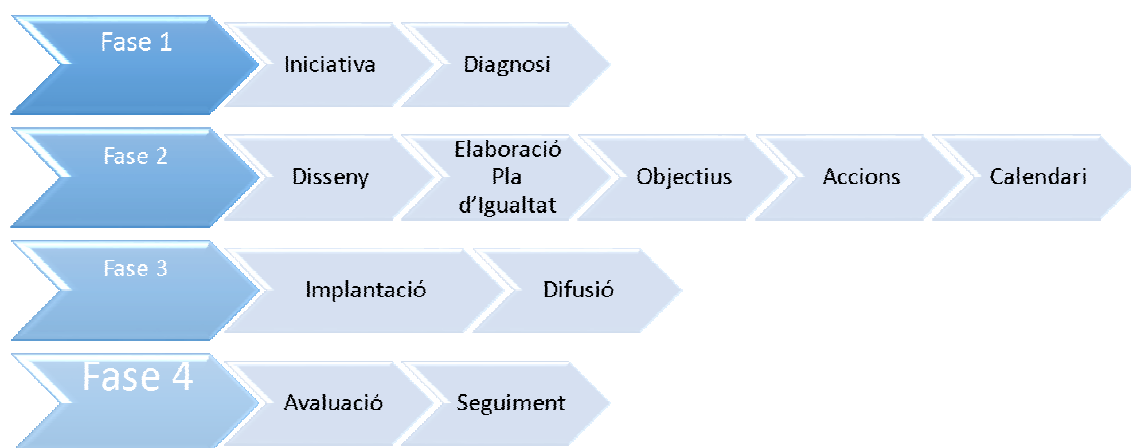 Fase 1
Iniciativa
Diagnosi
Fase 2
Disseny
Elaboració
Pla
d’Igualtat
Objectius
Accions
Calendari
Fase 3
Implantació
Difusió
Fase 4
Avaluació
Seguiment